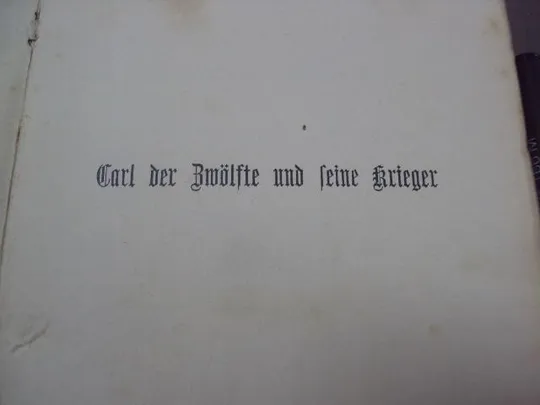 Carl der Zwölfte und seine Krieger